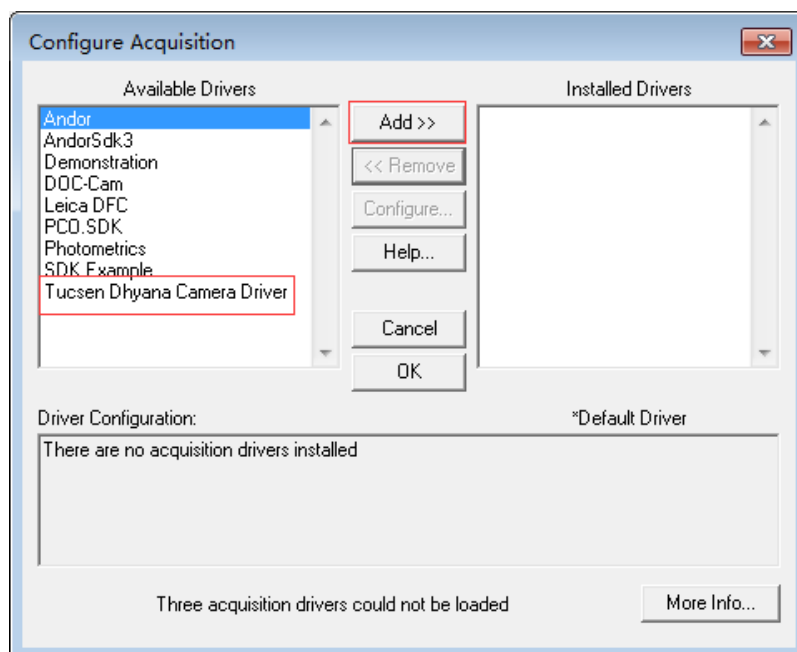 Configure Acquisition
Available Drivers
Installed Drivers
Andor
AndorSdk3
Demonstration
DOC-Cam
Leica DFC
PCO.SDK
Photometrics
SDK Example
Tucsen Dhyana Camera Driver
Add >>
<< Remove
Configure...
Help...
Cancel
OK
Driver Configuration:
*Default Driver
There are no acquisition drivers installed
Three acquisition drivers could not be loaded
More Info...